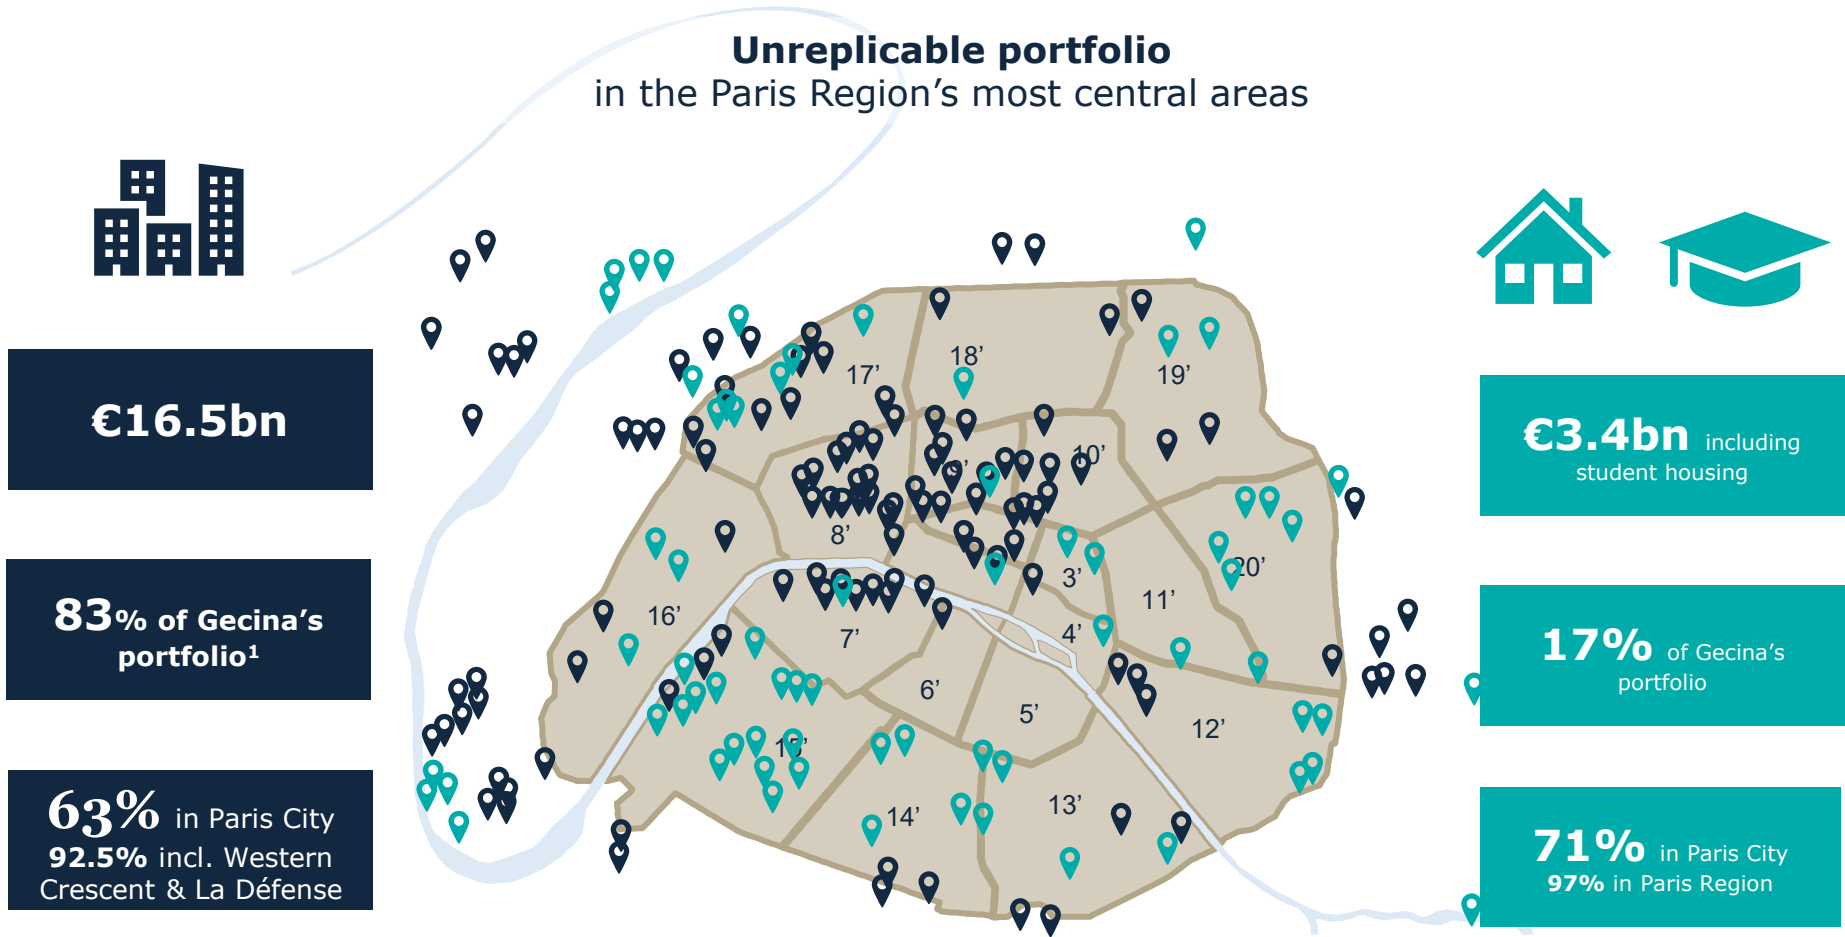 Unreplicable portfolio
in the Paris Region’s most central areas
€16.5bn
83% of Gecina’s
portfolio¹
63% in Paris City
92.5% incl. Western
Crescent & La Défense
17’
18’
19’
9’
10’
8’
3’
20’
16’
7’
4’
11’
6’
5’
12’
15’
14’
13’
€3.4bn including
student housing
17% of Gecina’s
portfolio
71% in Paris City
97% in Paris Region